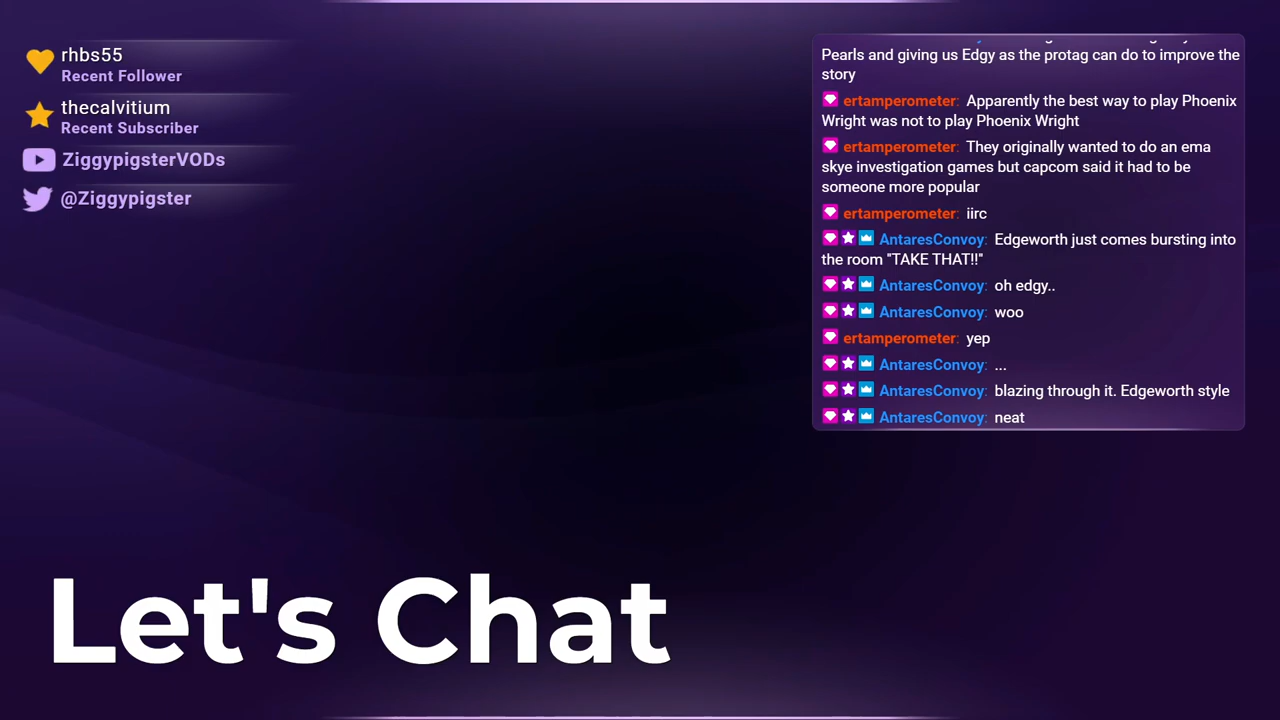 rhbs55
Recent Follower
thecalvitium
Recent Subscriber
ZiggypigsterVODs
@Ziggypigster
Pearls and giving us Edgy as the protag can do to improve the
story
ertamperometer: Apparently the best way to play Phoenix
Wright was not to play Phoenix Wright
ertamperometer: They originally wanted to do an ema
skye investigation games but capcom said it had to be
someone more popular
ertamperometer: iirc
AntaresConvoy: Edgeworth just comes bursting into
the room "TAKE THAT!!"
AntaresConvoy: oh edgy..
AntaresConvoy: woo
ertamperometer: yep
AntaresConvoy: ...
AntaresConvoy: blazing through it. Edgeworth style
AntaresConvoy: neat
Let's Chat